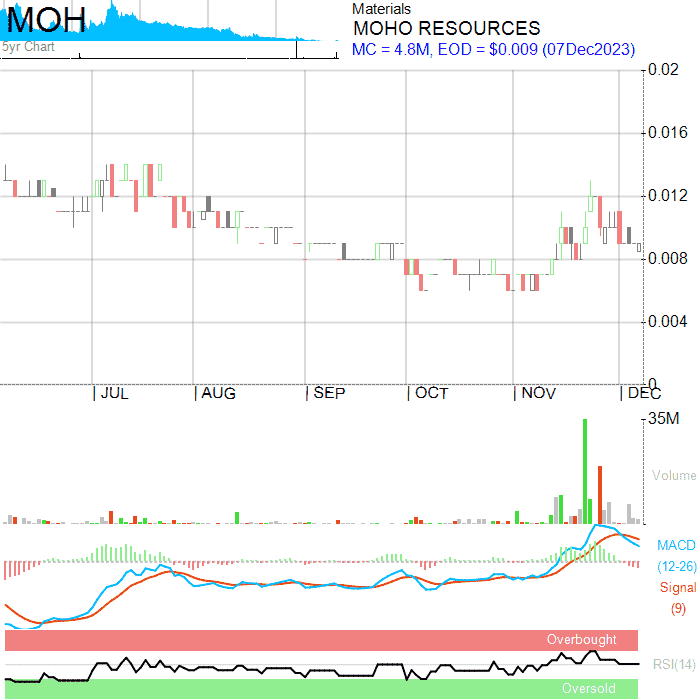 MOH
5yr Chart
Materials
MOHO RESOURCES
MC = 4.8M, EOD = $0.009 (07Dec2023)
0.02
0.016
0.012
0.008
0.004
0
JUL AUG SEP OCT NOV DEC
35M
Volume
MACD
(12-26)
Signal
(9)
Overbought
RSI(14)
Oversold